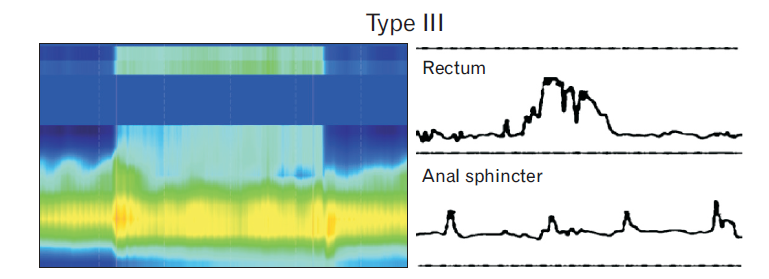 Type III
Rectum
Anal sphincter